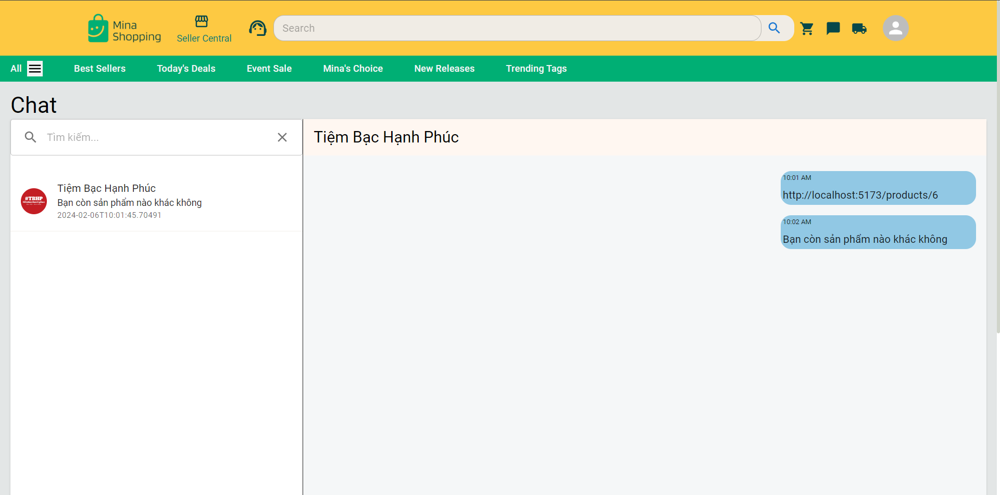 Mina
Shopping
Seller Central
Search
All
Best Sellers
Today's Deals
Event Sale
Mina's Choice
New Releases
Trending Tags
Chat
Tìm kiếm...
Tiệm Bạc Hạnh Phúc
#TBHP
Tiệm Bạc Hạnh Phúc
Bạn còn sản phẩm nào khác không
2024-02-06T10:01:45.70491
10:01 AM
http://localhost:5173/products/6
10:02 AM
Bạn còn sản phẩm nào khác không